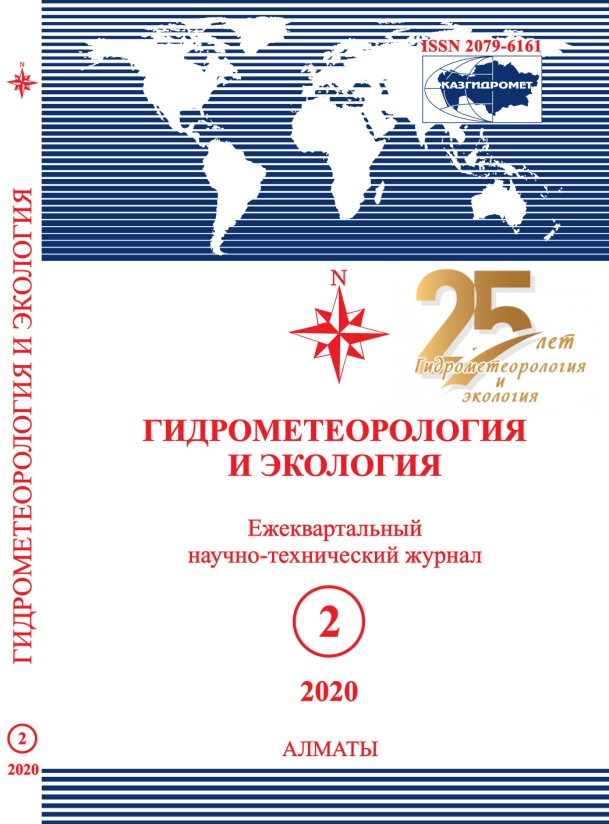 ISSN 2079-6161
КАЗГИДРОМЕТ
N
N
25
лет
Гидрометеорология
и
экология
ГИДРОМЕТЕОРОЛОГИЯ
И ЭКОЛОГИЯ
Ежеквартальный
научно-технический журнал
2
2020
АЛМАТЫ
ГИДРОМЕТЕОРОЛОГИЯ И ЭКОЛОГИЯ
2
2020